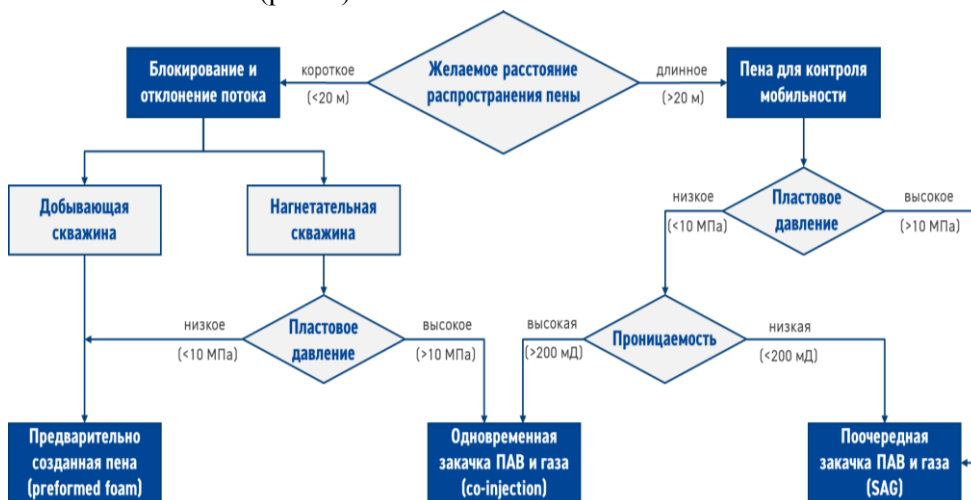 Блокирование и
отклонение потока
короткое
(<20 м)
Желаемое расстояние
распространения пены
длинное
(>20 м)
Пена для контроля
мобильности
Добывающая
скважина
Нагнетательная
скважина
низкое
(<10 МПа)
Пластовое
давление
высокое
(>10 МПа)
низкое
(<10 МПа)
Пластовое
давление
высокое
(>10 МПа)
высокая
(>200 мД)
Проницаемость
низкая
(<200 мД)
Предварительно
созданная пена
(preformed foam)
Одновременная
закачка ПАВ и газа
(co-injection)
Поочередная
закачка ПАВ и газа
(SAG)